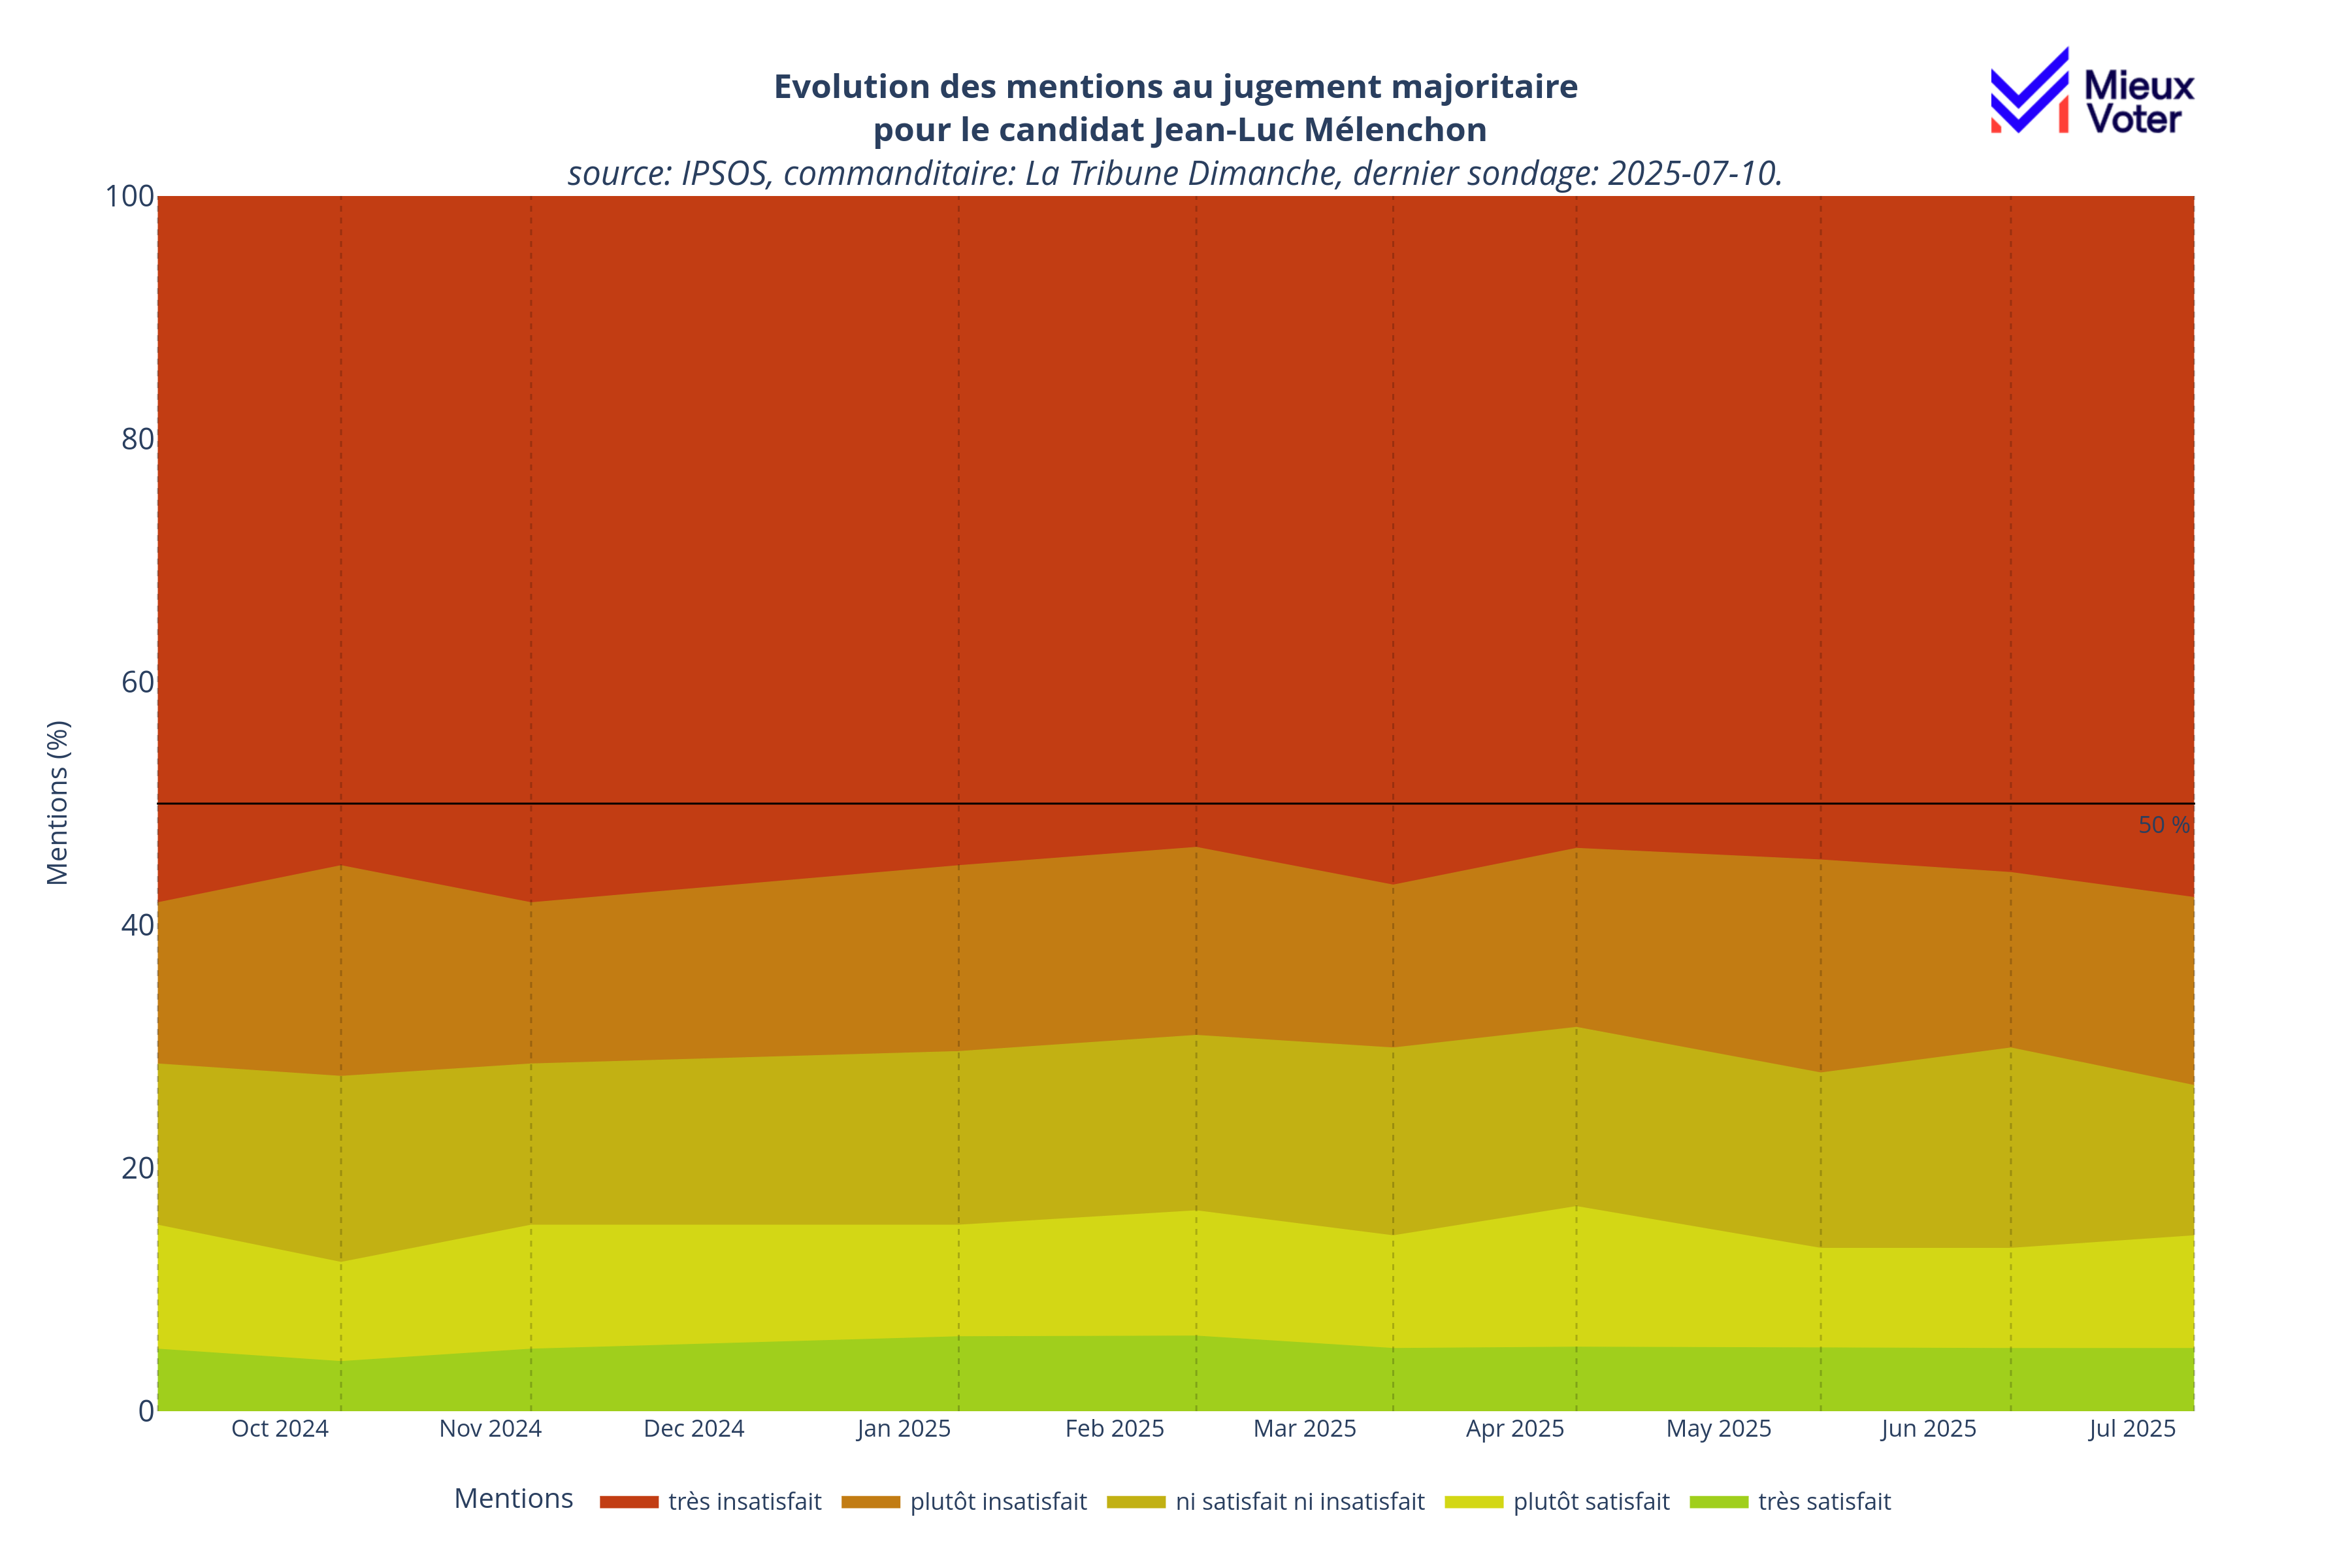 Evolution des mentions au jugement majoritaire
pour le candidat Jean-Luc Mélenchon
source: IPSOS, commanditaire: La Tribune Dimanche, dernier sondage: 2025-07-10.
Mieux
Voter
100
80
60
40
20
0
Mentions (%)
50 %
Oct 2024 Nov 2024 Dec 2024 Jan 2025 Feb 2025 Mar 2025 Apr 2025 May 2025 Jun 2025 Jul 2025
Mentions très insatisfait plutôt insatisfait ni satisfait ni insatisfait plutôt satisfait très satisfait